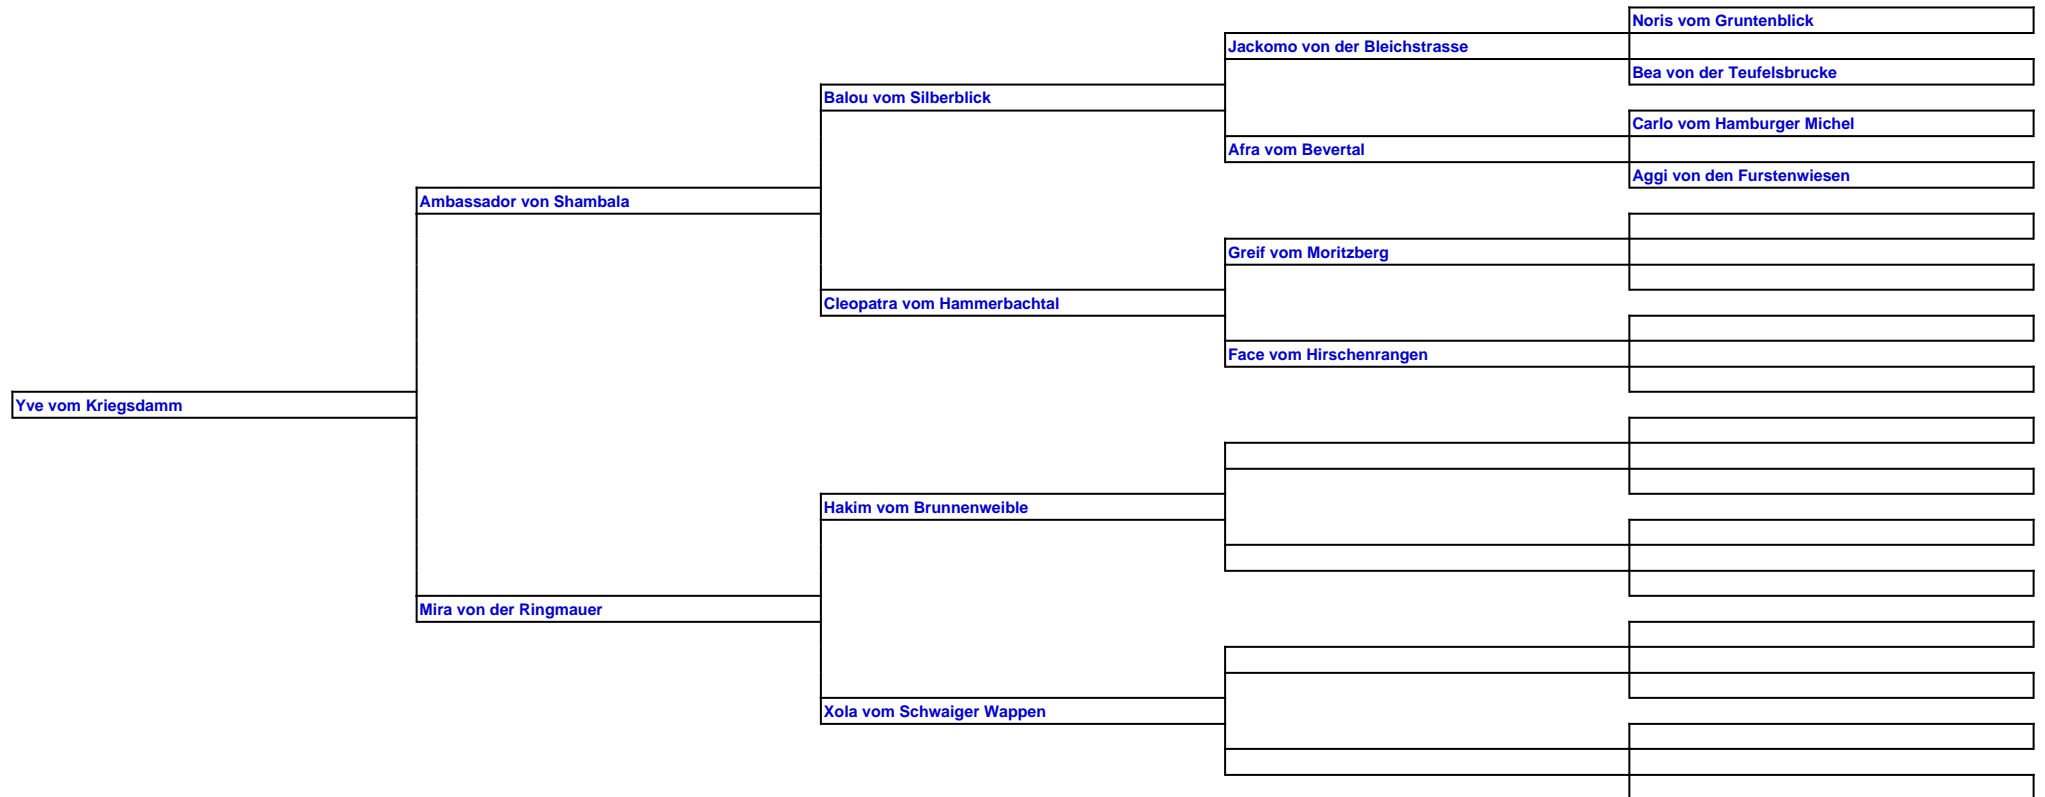 Noris vom Gruntenblick
Jackomo von der Bleichstrasse
Bea von der Teufelsbrucke
Balou vom Silberblick
Carlo vom Hamburger Michel
Afra vom Bevertal
Aggi von den Furstenwiesen
Ambassador von Shambala
Greif vom Moritzberg
Cleopatra vom Hammerbachtal
Face vom Hirschenrangen
Yve vom Kriegsdamm
Hakim vom Brunnenweible
Mira von der Ringmauer
Xola vom Schwaiger Wappen